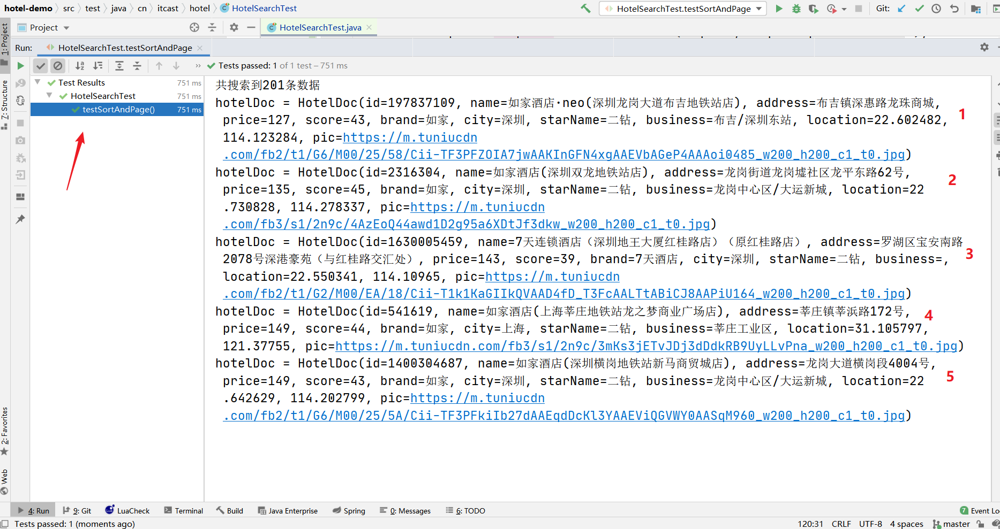 hotel-demo src test java cn itcast hotel HotelSearchTest HotelSearchTest.testSortAndPage Git:
Project HotelSearchTest.java
Run: HotelSearchTest.testSortAndPage
Tests passed: 1 of 1 test – 751 ms
Test Results 751 ms
HotelSearchTest 751 ms
testSortAndPage() 751 ms
共搜索到201条数据
hotelDoc = HotelDoc(id=197837109, name=如家酒店·neo(深圳龙岗大道布吉地铁站店), address=布吉镇深惠路龙珠商城,
price=127, score=43, brand=如家, city=深圳, starName=二钻, business=布吉/深圳东站, location=22.602482,
1
114.123284, pic=https://m.tuniucdn
.com/fb2/t1/G6/M00/25/58/Cii-TF3PFZOIA7jwAAKInGFN4xgAAEVbAGeP4AAAoi0485_w200_h200_c1_t0.jpg)
hotelDoc = HotelDoc(id=2316304, name=如家酒店(深圳双龙地铁站店), address=龙岗街道龙岗墟社区龙平东路62号,
2
price=135, score=45, brand=如家, city=深圳, starName=二钻, business=龙岗中心区/大运新城, location=22
.730828, 114.278337, pic=https://m.tuniucdn
.com/fb3/s1/2n9c/4AzEoQ44awd1D2g95a6XDtJf3dkw_w200_h200_c1_t0.jpg)
hotelDoc = HotelDoc(id=1630005459, name=7天连锁酒店（深圳地王大厦红桂路店）（原红桂路店）, address=罗湖区宝安南路
3
2078号深港豪苑（与红桂路交汇处）, price=143, score=39, brand=7天酒店, city=深圳, starName=二钻, business=,
location=22.550341, 114.10965, pic=https://m.tuniucdn
.com/fb2/t1/G2/M00/EA/18/Cii-T1k1KaGIIkQVAAD4fD_T3FcAALTtABiCJ8AAPiU164_w200_h200_c1_t0.jpg)
hotelDoc = HotelDoc(id=541619, name=如家酒店(上海莘庄地铁站龙之梦商业广场店), address=莘庄镇莘浜路172号,
4
price=149, score=44, brand=如家, city=上海, starName=二钻, business=莘庄工业区, location=31.105797,
121.37755, pic=https://m.tuniucdn.com/fb3/s1/2n9c/3mKs3jETvJDj3dDdkRB9UyLLvPna_w200_h200_c1_t0.jpg)
hotelDoc = HotelDoc(id=1400304687, name=如家酒店(深圳横岗地铁站新马商贸城店), address=龙岗大道横岗段4004号,
5
price=149, score=43, brand=如家, city=深圳, starName=二钻, business=龙岗中心区/大运新城, location=22
.642629, 114.202799, pic=https://m.tuniucdn
.com/fb2/t1/G6/M00/25/5A/Cii-TF3PFkiIb27dAAEqdDcKl3YAAEViQGVWY0AASqM960_w200_h200_c1_t0.jpg)
1: Project
7: Structure
2: Favorites
Web
4: Run 9: Git LuaCheck Terminal Build Java Enterprise Spring 0: Messages 6: TODO 7 Event Lo
Tests passed: 1 (moments ago) 120:31 CRLF UTF-8 4 spaces master